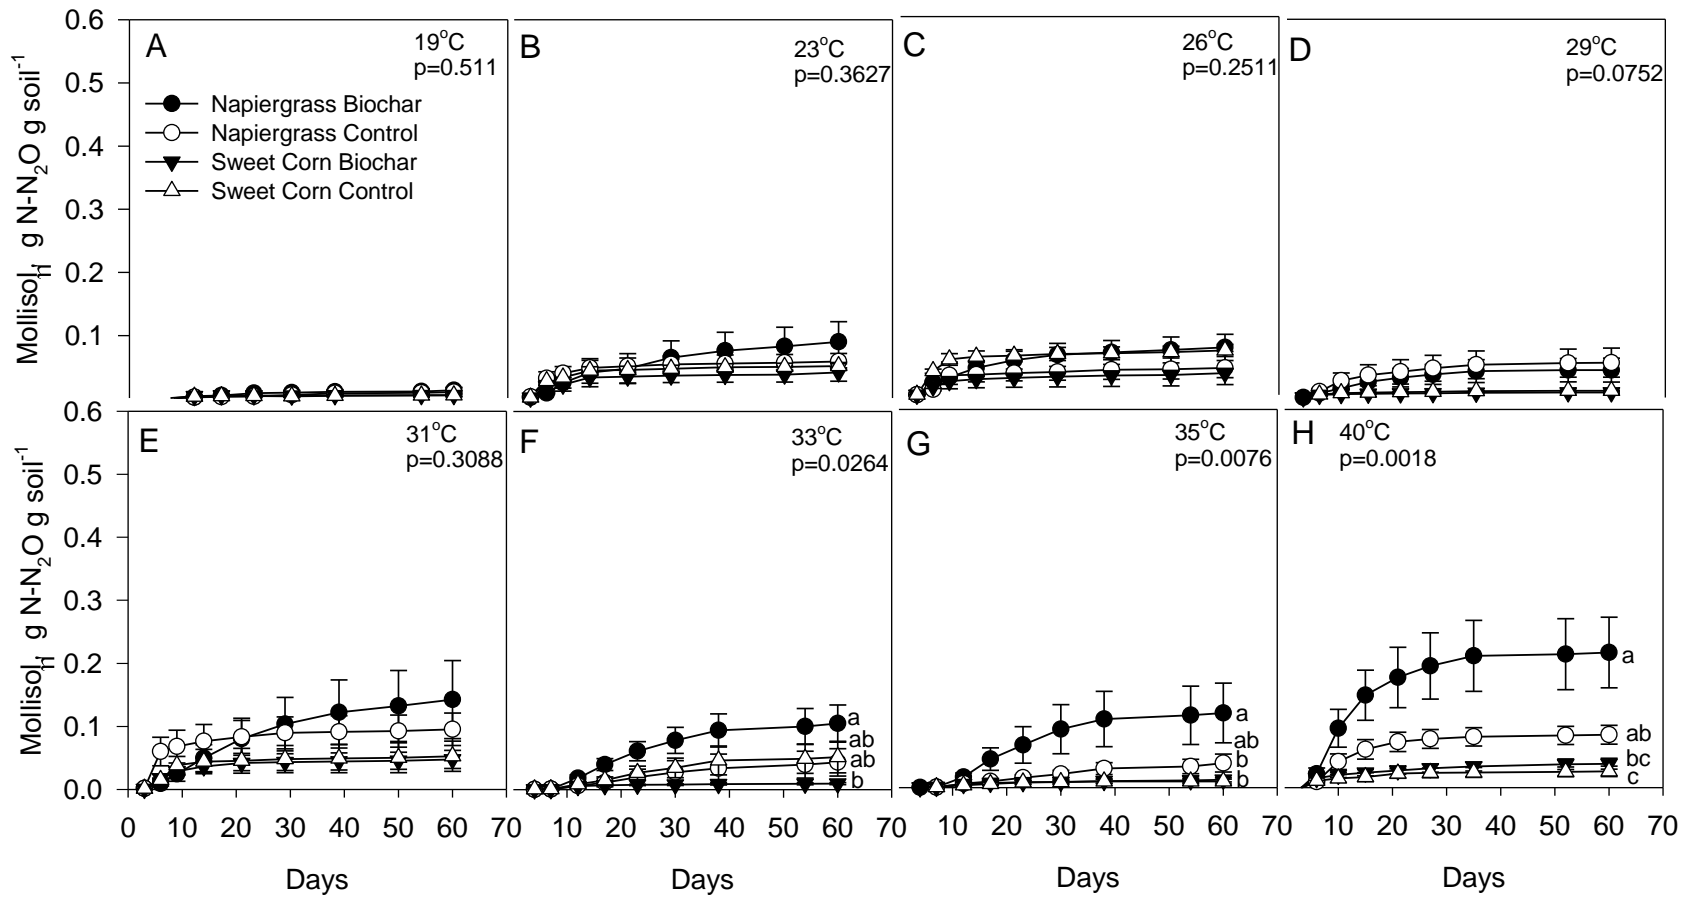 A
19°C
p=0.511
B
23°C
p=0.3627
C
26°C
p=0.2511
D
29°C
p=0.0752
Napiergrass Biochar
Napiergrass Control
Sweet Corn Biochar
Sweet Corn Control
0.6
0.5
0.4
0.3
0.2
0.1
g N-N₂O g soil⁻¹
E
31°C
p=0.3088
F
33°C
p=0.0264
a
ab
ab
b
G
35°C
p=0.0076
a
ab
b
b
H
40°C
p=0.0018
a
ab
bc
c
0.6
0.5
0.4
0.3
0.2
0.1
0.0
g N-N₂O g soil⁻¹
0 10 20 30 40 50 60 70
10 20 30 40 50 60 70
10 20 30 40 50 60 70
10 20 30 40 50 60 70
Days
Days
Days
Days